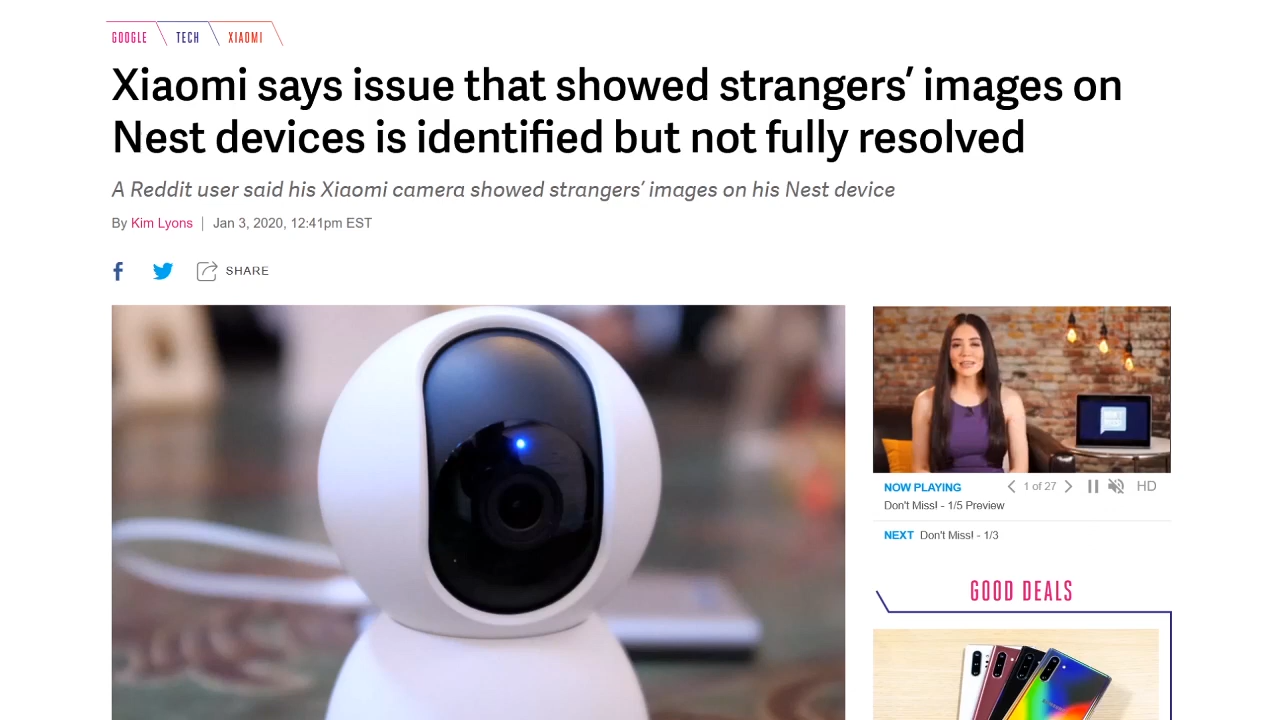 GOOGLE
TECH
XIAOMI
Xiaomi says issue that showed strangers’ images on
Nest devices is identified but not fully resolved
A Reddit user said his Xiaomi camera showed strangers’ images on his Nest device
By Kim Lyons | Jan 3, 2020, 12:41pm EST
SHARE
NOW PLAYING
1 of 27
HD
Don't Miss! - 1/5 Preview
NEXT Don't Miss! - 1/3
GOOD DEALS